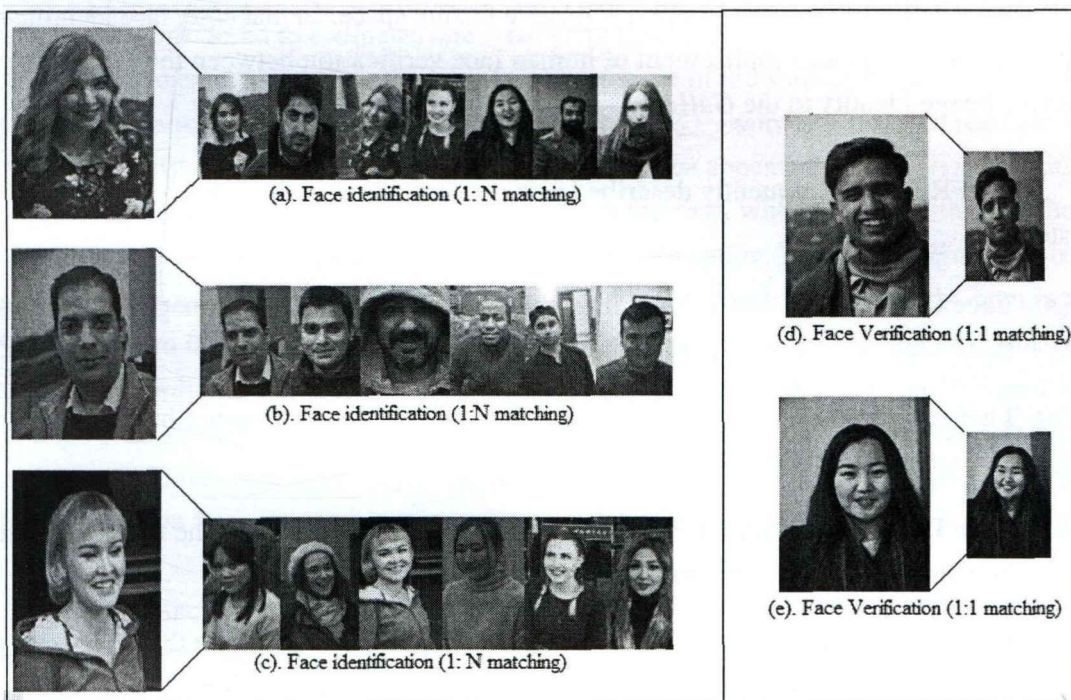 (a). Face identification (1: N matching)
(b). Face identification (1:N matching)
(c). Face identification (1: N matching)
(d). Face Verification (1:1 matching)
(e). Face Verification (1:1 matching)